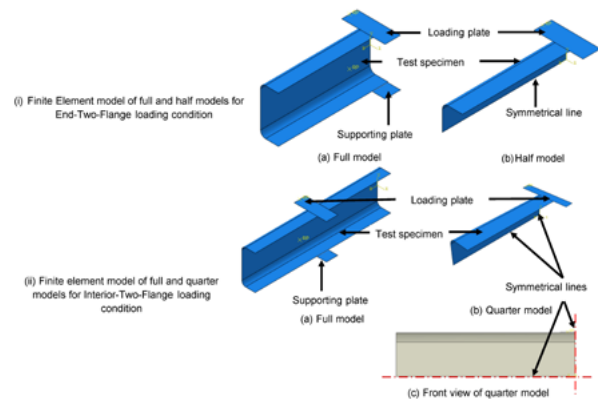 Loading plate
Test specimen
(i) Finite Element model of full and half models for
End-Two-Flange loading condition
Symmetrical line
Supporting plate
(a) Full model
(b) Half model
Loading plate
Test specimen
(ii) Finite element model of full and quarter
models for Interior-Two-Flange loading
condition
Supporting plate
(a) Full model
Symmetrical lines
(b) Quarter model
(c) Front view of quarter model